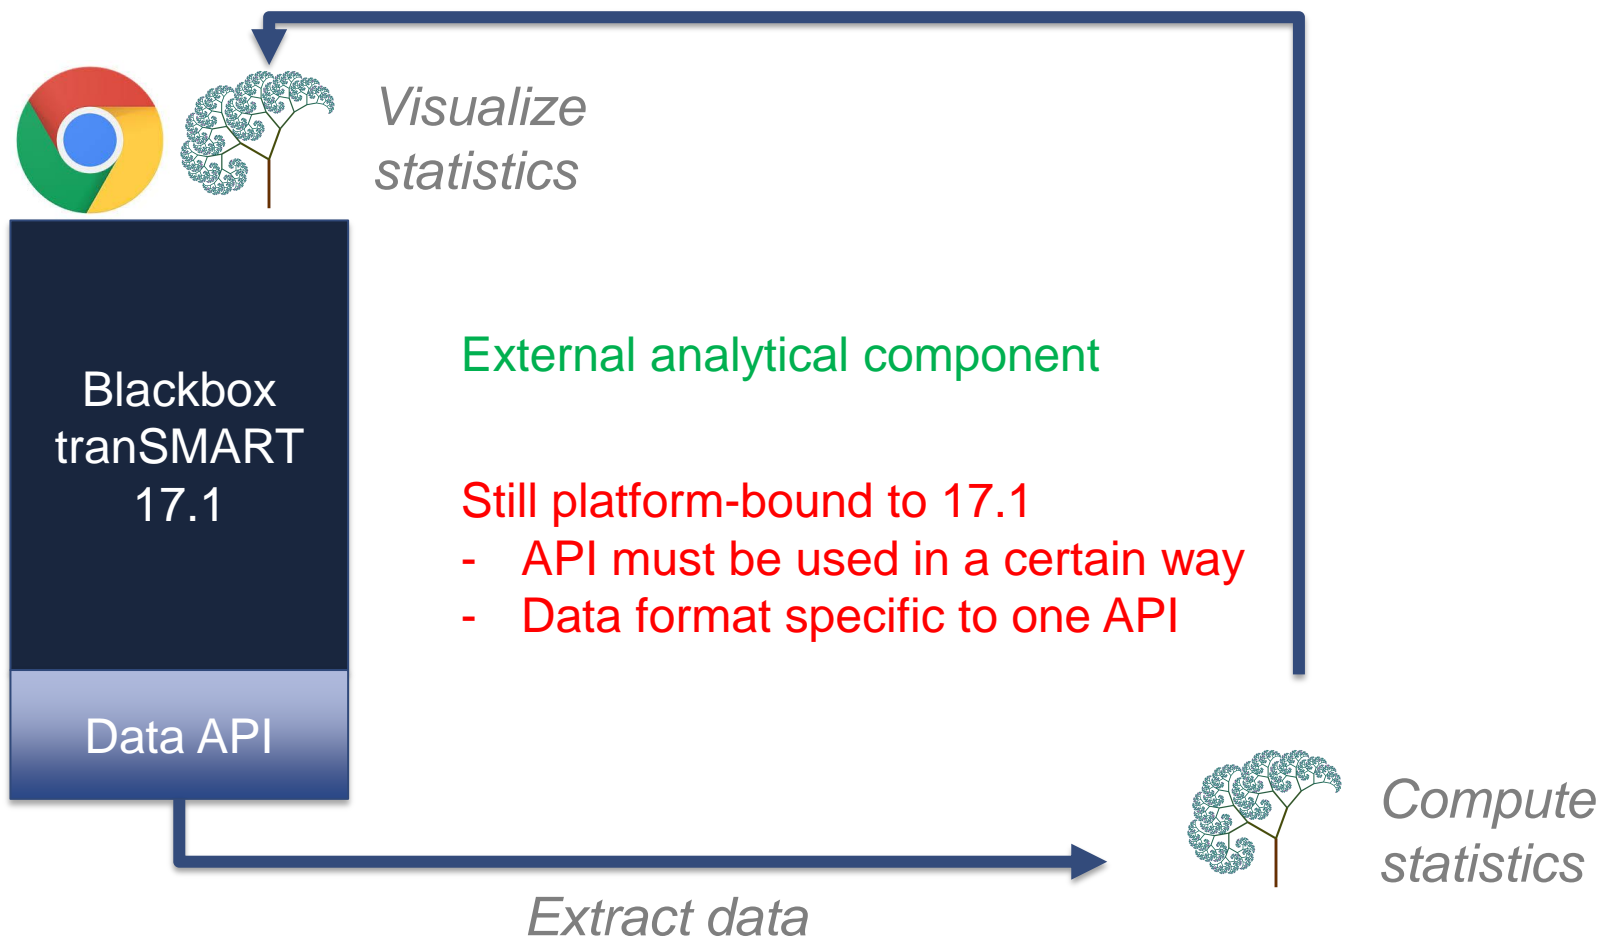 Visualize
statistics
Blackbox
tranSMART
17.1
External analytical component
Still platform-bound to 17.1
- API must be used in a certain way
- Data format specific to one API
Data API
Compute
statistics
Extract data